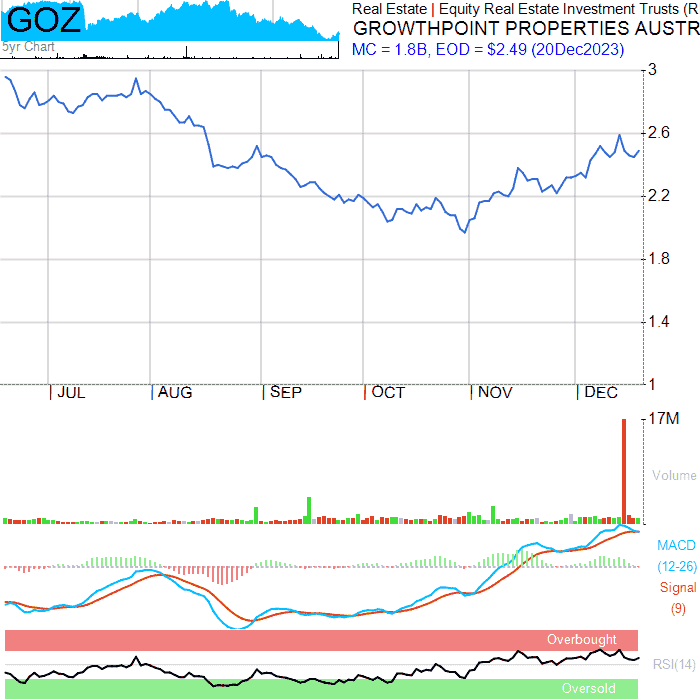 GOZ
5yr Chart
Real Estate | Equity Real Estate Investment Trusts (R
GROWTHPOINT PROPERTIES AUSTR
MC = 1.8B, EOD = $2.49 (20Dec2023)
3
2.6
2.2
1.8
1.4
1
JUL AUG SEP OCT NOV DEC
17M
Volume
MACD
(12-26)
Signal
(9)
Overbought
RSI(14)
Oversold